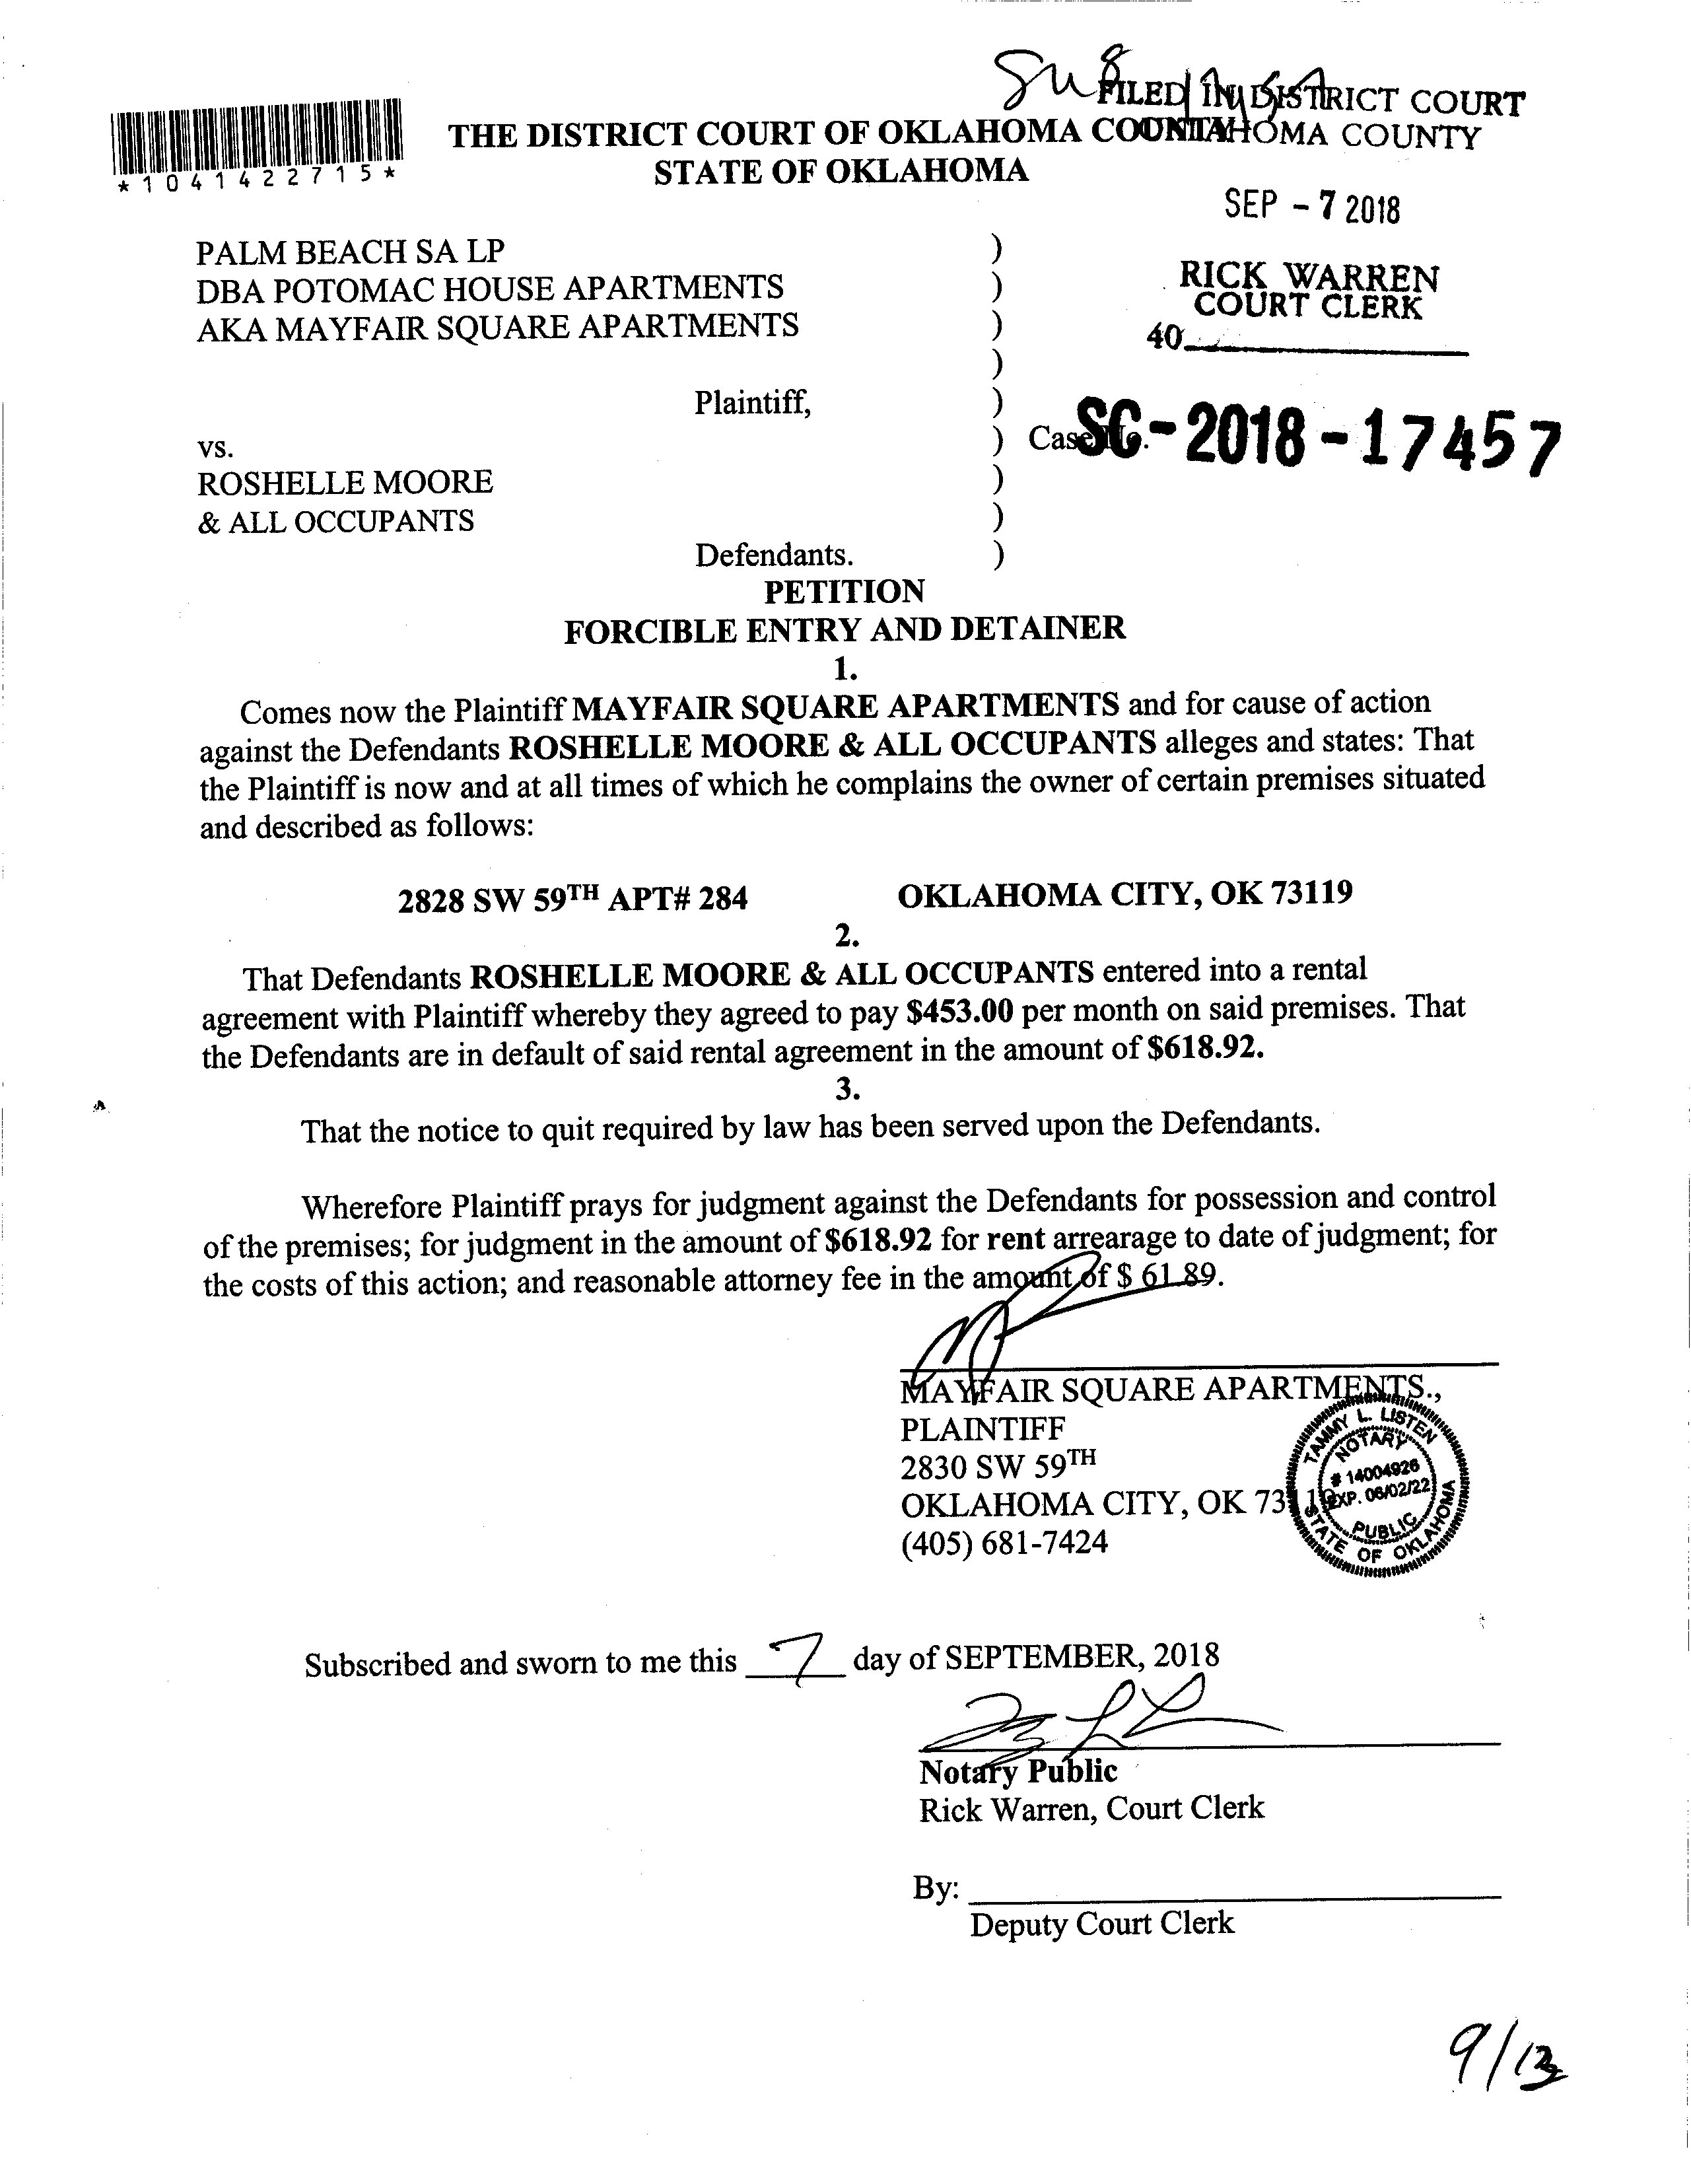 FILED IN DISTRICT COURT
OKLAHOMA COUNTY
THE DISTRICT COURT OF OKLAHOMA COUNTY
STATE OF OKLAHOMA
*1041422715*
SEP - 7 2018
RICK WARREN
COURT CLERK
40
PALM BEACH SA LP )
DBA POTOMAC HOUSE APARTMENTS )
AKA MAYFAIR SQUARE APARTMENTS )
)
Plaintiff, )
vs. ) Case No. SC-2018-17457
ROSHELLE MOORE )
& ALL OCCUPANTS )
Defendants. )
PETITION
FORCIBLE ENTRY AND DETAINER
1.
Comes now the Plaintiff MAYFAIR SQUARE APARTMENTS and for cause of action
against the Defendants ROSHELLE MOORE & ALL OCCUPANTS alleges and states: That
the Plaintiff is now and at all times of which he complains the owner of certain premises situated
and described as follows:
2828 SW 59TH APT# 284 OKLAHOMA CITY, OK 73119
2.
That Defendants ROSHELLE MOORE & ALL OCCUPANTS entered into a rental
agreement with Plaintiff whereby they agreed to pay $453.00 per month on said premises. That
the Defendants are in default of said rental agreement in the amount of $618.92.
3.
That the notice to quit required by law has been served upon the Defendants.
Wherefore Plaintiff prays for judgment against the Defendants for possession and control
of the premises; for judgment in the amount of $618.92 for rent arrearage to date of judgment; for
the costs of this action; and reasonable attorney fee in the amount of $ 61.89.
MAYFAIR SQUARE APARTMENTS.,
PLAINTIFF
2830 SW 59TH
OKLAHOMA CITY, OK 73119
(405) 681-7424
TAMMY L. LISTEN
NOTARY
# 14004926
EXP. 06/02/22
PUBLIC
STATE OF OKLAHOMA
Subscribed and sworn to me this 7 day of SEPTEMBER, 2018
Notary Public
Rick Warren, Court Clerk
By:
Deputy Court Clerk
9/13